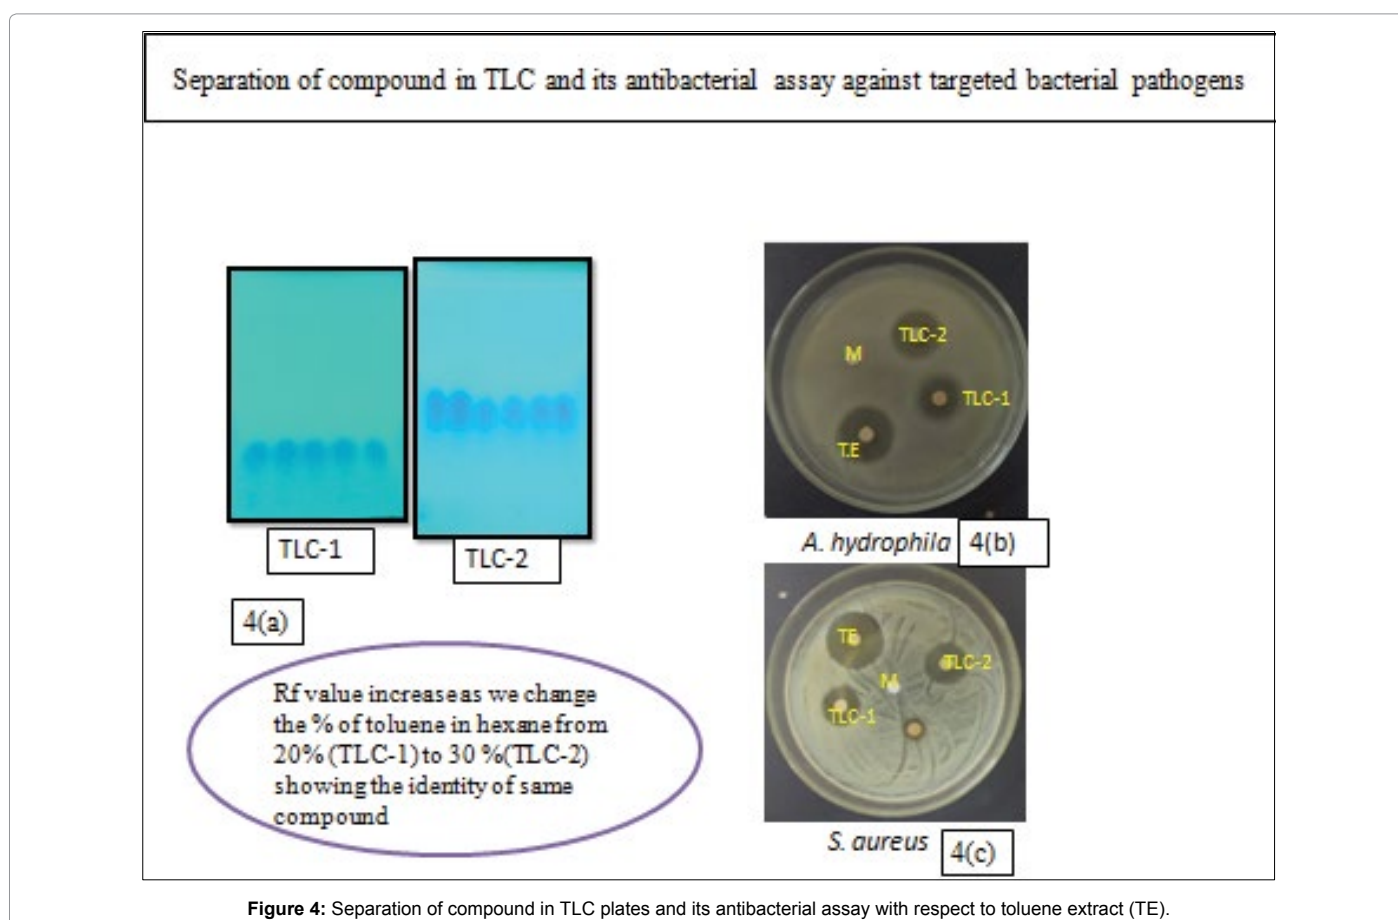 Separation of compound in TLC and its antibacterial assay against targeted bacterial pathogens
TLC-1
TLC-2
4(a)
Rf value increase as we change
the % of toluene in hexane from
20% (TLC-1) to 30 %(TLC-2)
showing the identity of same
compound
TLC-2
M
TLC-1
T.E
A. hydrophila 4(b)
TE
TLC-2
M
TLC-1
S. aureus 4(c)
Figure 4: Separation of compound in TLC plates and its antibacterial assay with respect to toluene extract (TE).